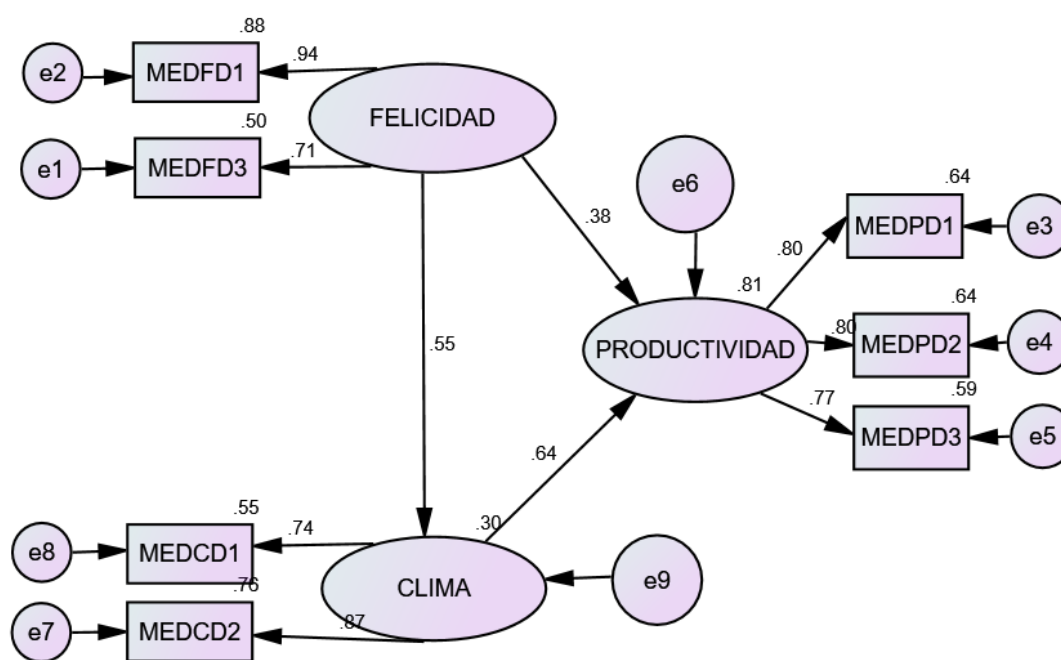 .88
e2
MEDFD1
.94
FELICIDAD
.50
e1
MEDFD3
.71
e6
.38
.64
MEDPD1
e3
.80
.81
.64
PRODUCTIVIDAD
.80
MEDPD2
e4
.55
.77
.59
MEDPD3
e5
.64
.55
.30
e8
MEDCD1
.74
CLIMA
e9
.76
e7
MEDCD2
.87